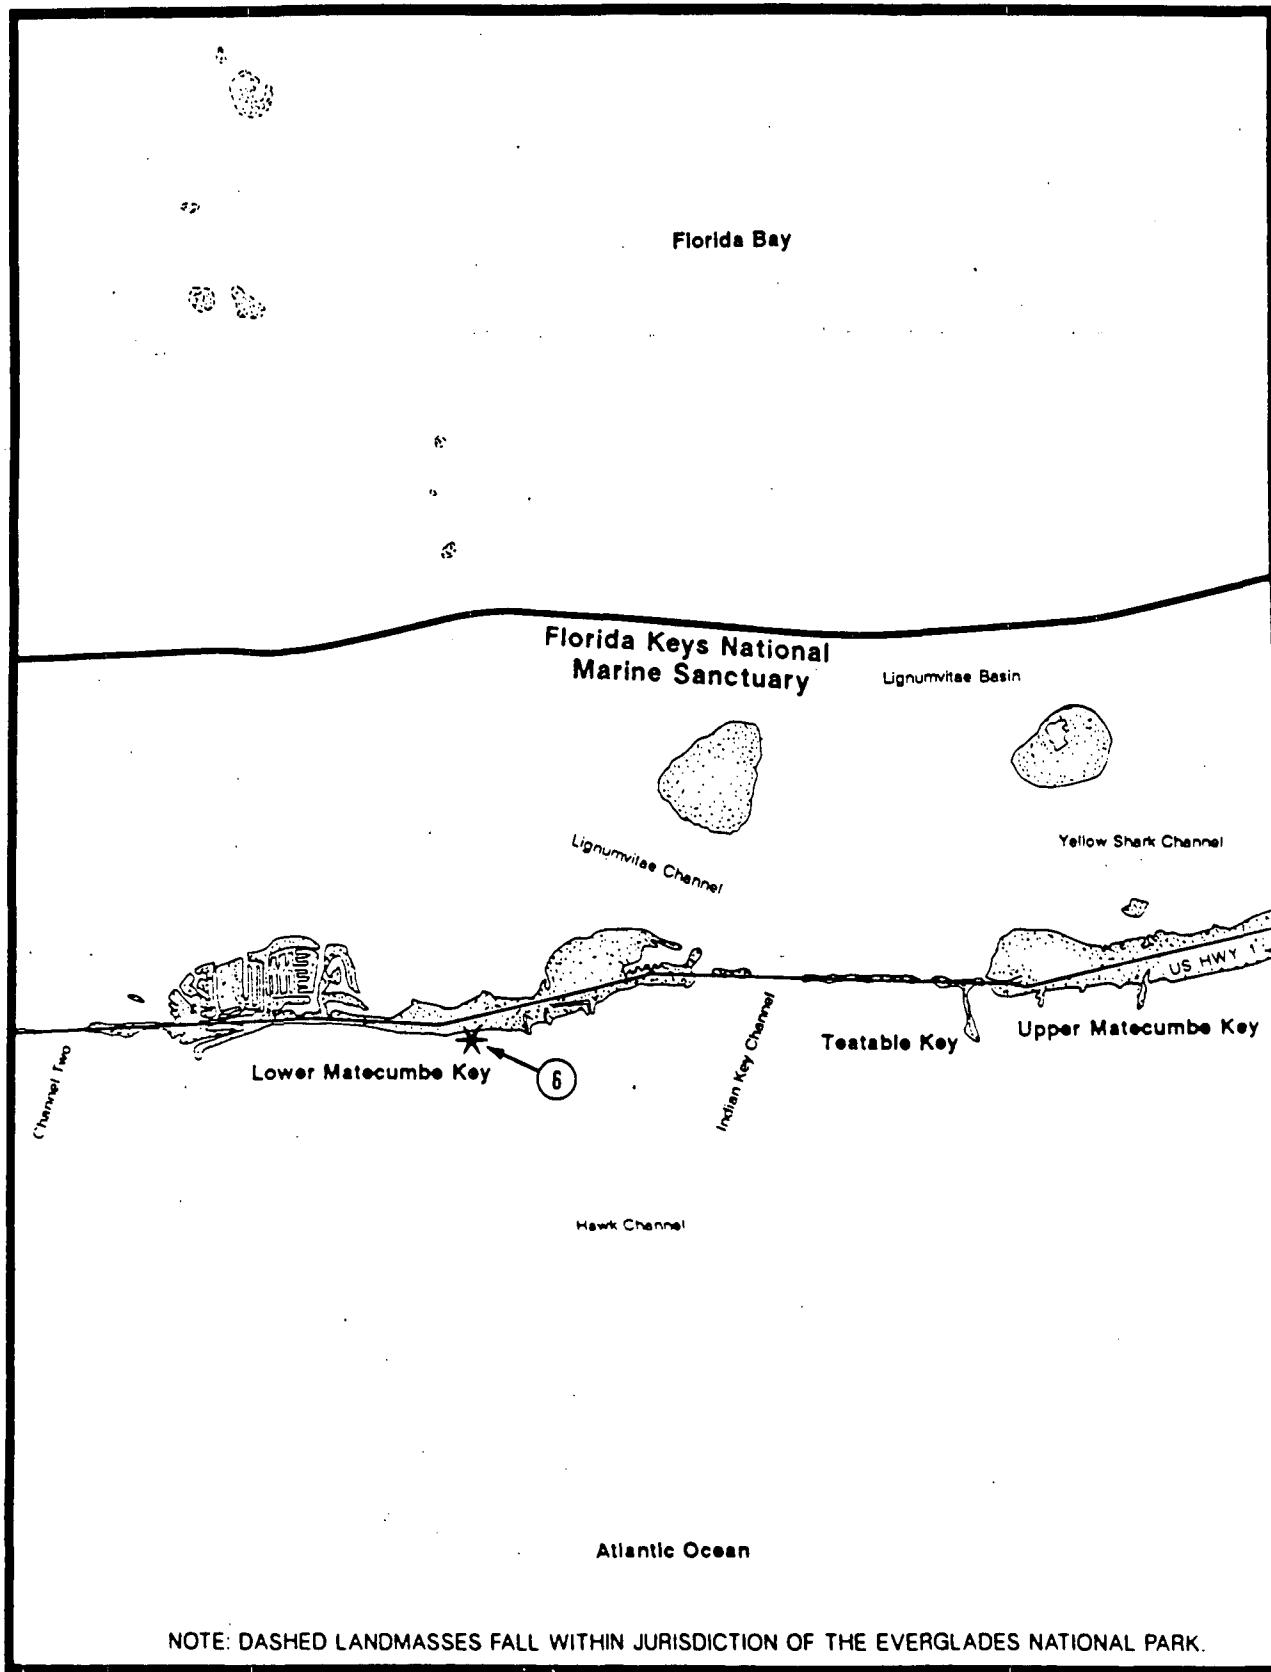 Florida Bay
Florida Keys National
Marine Sanctuary
Lignumvitae Basin
Lignumvitae Channel
Yellow Shark Channel
US HWY 1
Channel Two
Lower Matecumbe Key
6
Indian Key Channel
Teatable Key
Upper Matecumbe Key
Hawk Channel
Atlantic Ocean
NOTE: DASHED LANDMASSES FALL WITHIN JURISDICTION OF THE EVERGLADES NATIONAL PARK.